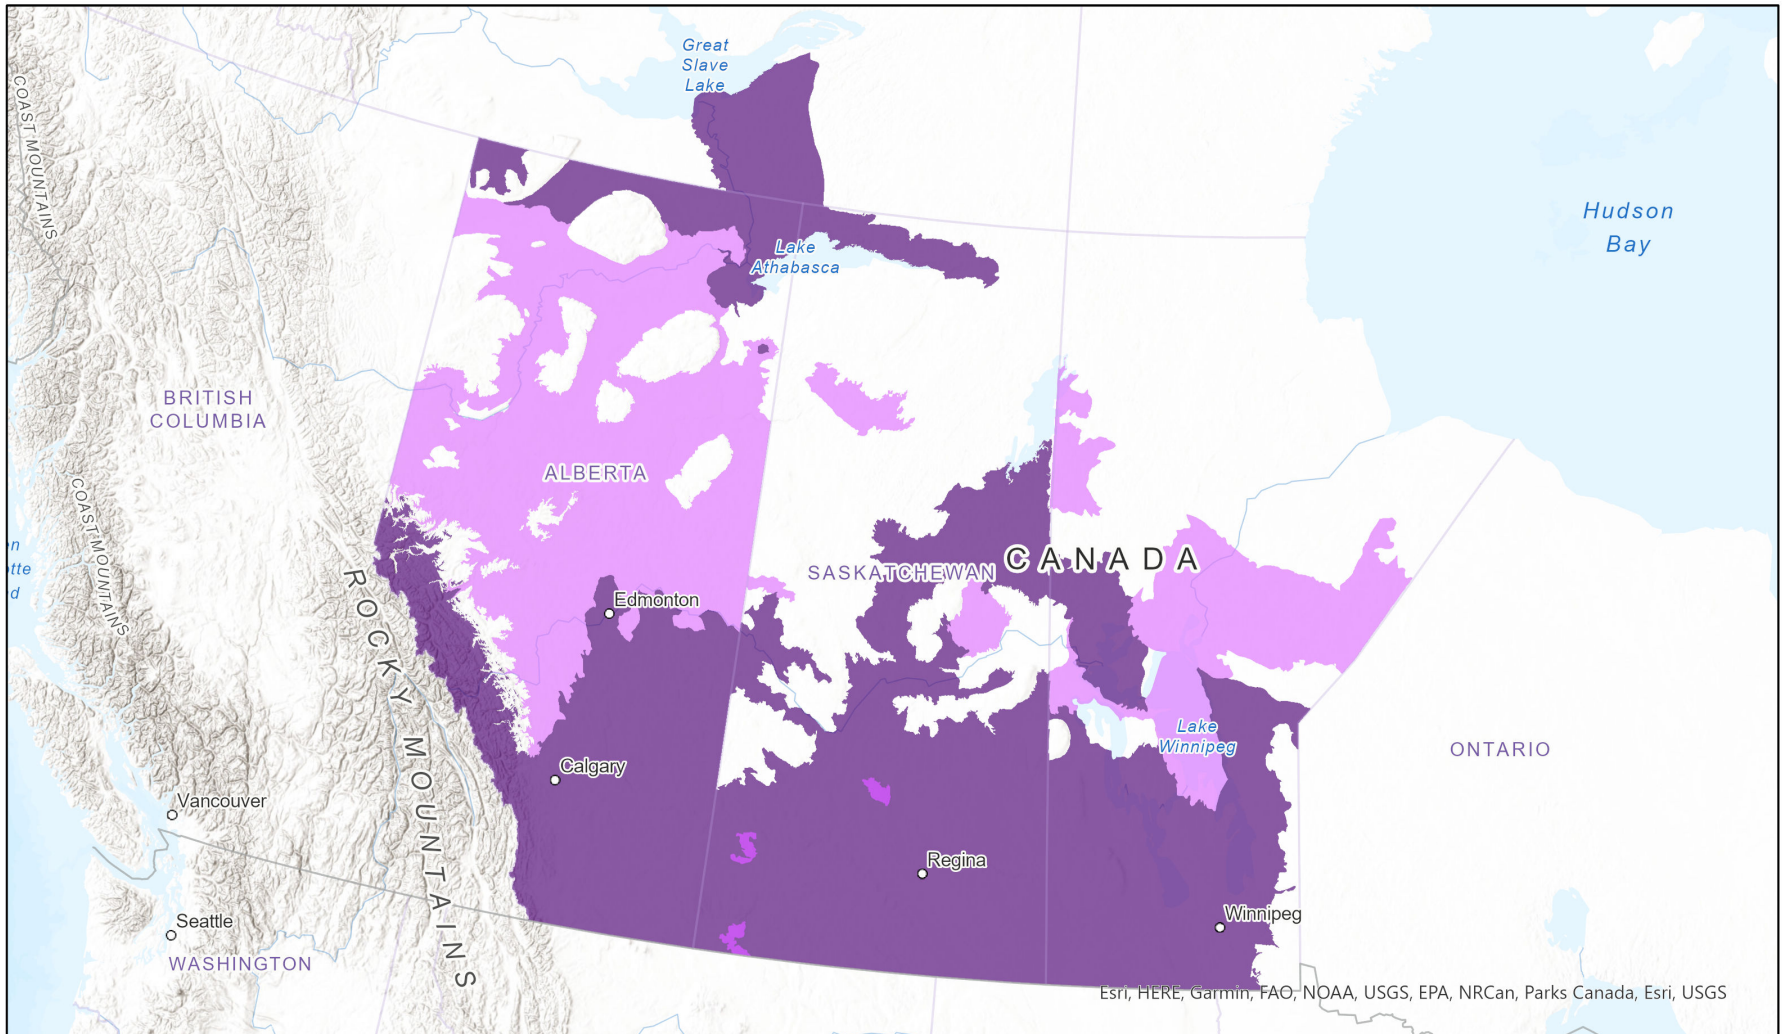 Great
Slave
Lake
COAST MOUNTAINS
Hudson
Bay
Lake
Athabasca
BRITISH
COLUMBIA
ALBERTA
COAST MOUNTAINS
CANADA
SASKATCHEWAN
Edmonton
ROCKY MOUNTAINS
Lake
Winnipeg
ONTARIO
Calgary
Vancouver
Regina
Winnipeg
Seattle
WASHINGTON
Esri, HERE, Garmin, FAO, NOAA, USGS, EPA, NRCan, Parks Canada, Esri, USGS